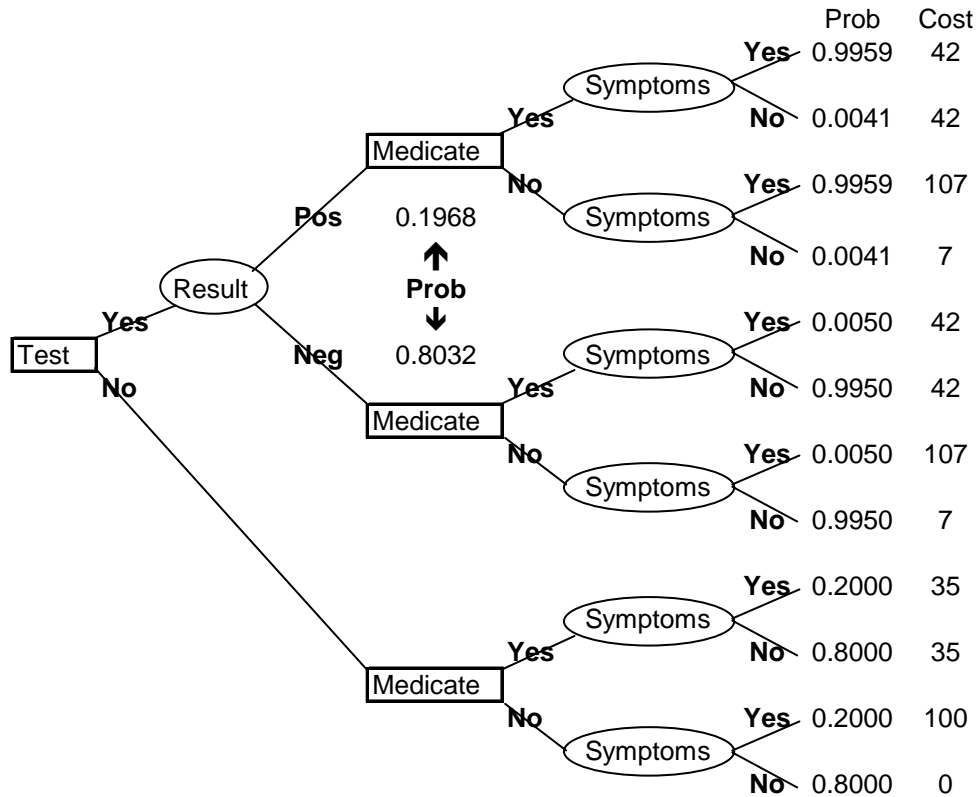 Prob Cost
Yes 0.9959 42
Symptoms
Yes No 0.0041 42
Medicate
No Yes 0.9959 107
Pos 0.1968 Symptoms
No 0.0041 7
Result Prob
Yes Yes 0.0050 42
Test Neg 0.8032 Symptoms
No Yes No 0.9950 42
Medicate
No Yes 0.0050 107
Symptoms
No 0.9950 7
Yes 0.2000 35
Symptoms
Yes No 0.8000 35
Medicate
No Yes 0.2000 100
Symptoms
No 0.8000 0